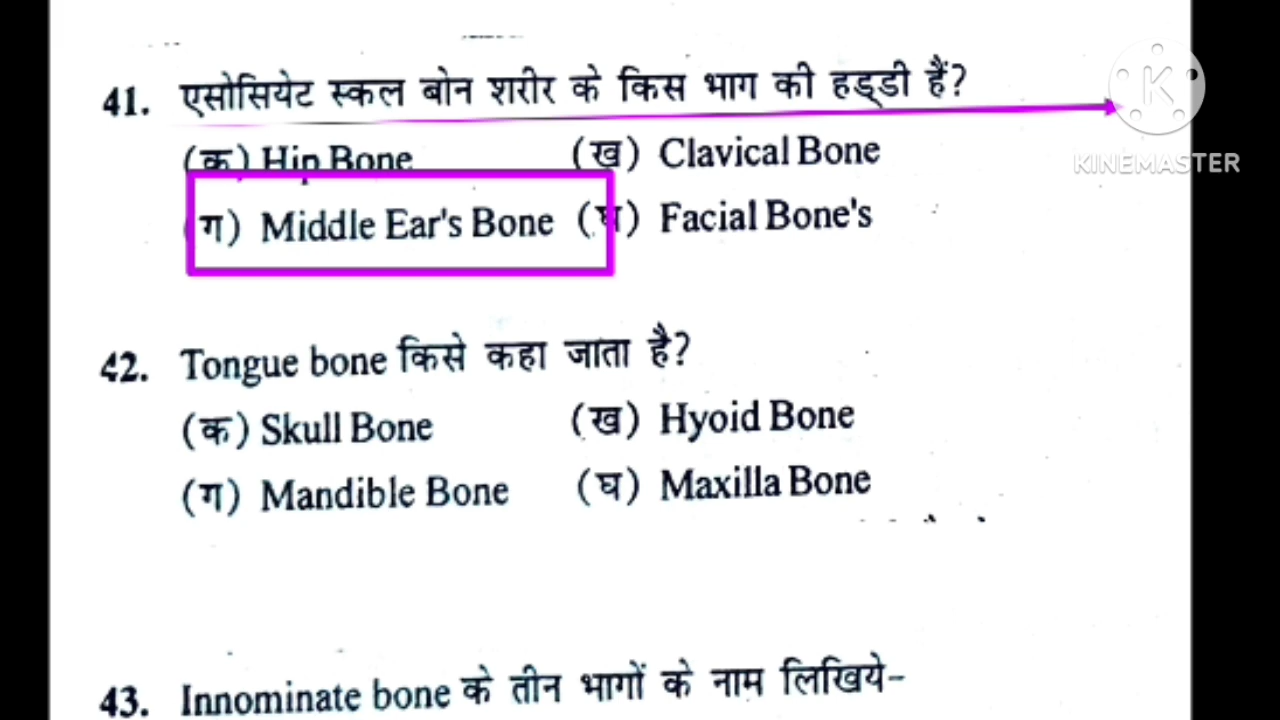 41. एसोसियेट स्कल बोन शरीर के किस भाग की हड्डी हैं?
KINEMASTER
(क) Hip Bone (ख) Clavical Bone
(ग) Middle Ear's Bone (घ) Facial Bone's
42. Tongue bone किसे कहा जाता है?
(क) Skull Bone (ख) Hyoid Bone
(ग) Mandible Bone (घ) Maxilla Bone
43. Innominate bone के तीन भागों के नाम लिखिये-